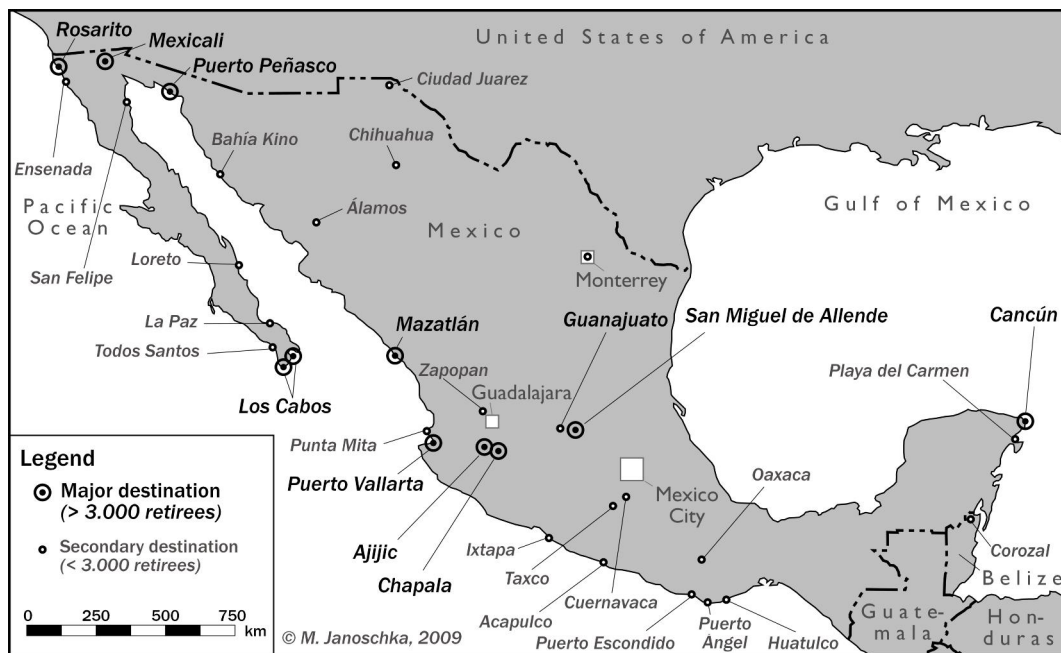 United States of America
Rosarito
Mexicali
Puerto Peñasco
Ciudad Juarez
Bahía Kino
Chihuahua
Ensenada
Pacific
Ocean
Álamos
Mexico
Gulf of Mexico
San Felipe
Loreto
Monterrey
La Paz
Todos Santos
Mazatlán
Guanajuato
San Miguel de Allende
Cancún
Zapopan
Guadalajara
Playa del Carmen
Los Cabos
Punta Mita
Puerto Vallarta
Mexico
City
Oaxaca
Ajijic
Chapala
Ixtapa
Taxco
Cuernavaca
Acapulco
Puerto Escondido
Puerto
Ángel
Huatulco
Corozal
Belize
Guate-
mala
Hon-
duras
Legend
Major destination
(> 3.000 retirees)
Secondary destination
(< 3.000 retirees)
0 250 500 750
km
© M. Janoschka, 2009